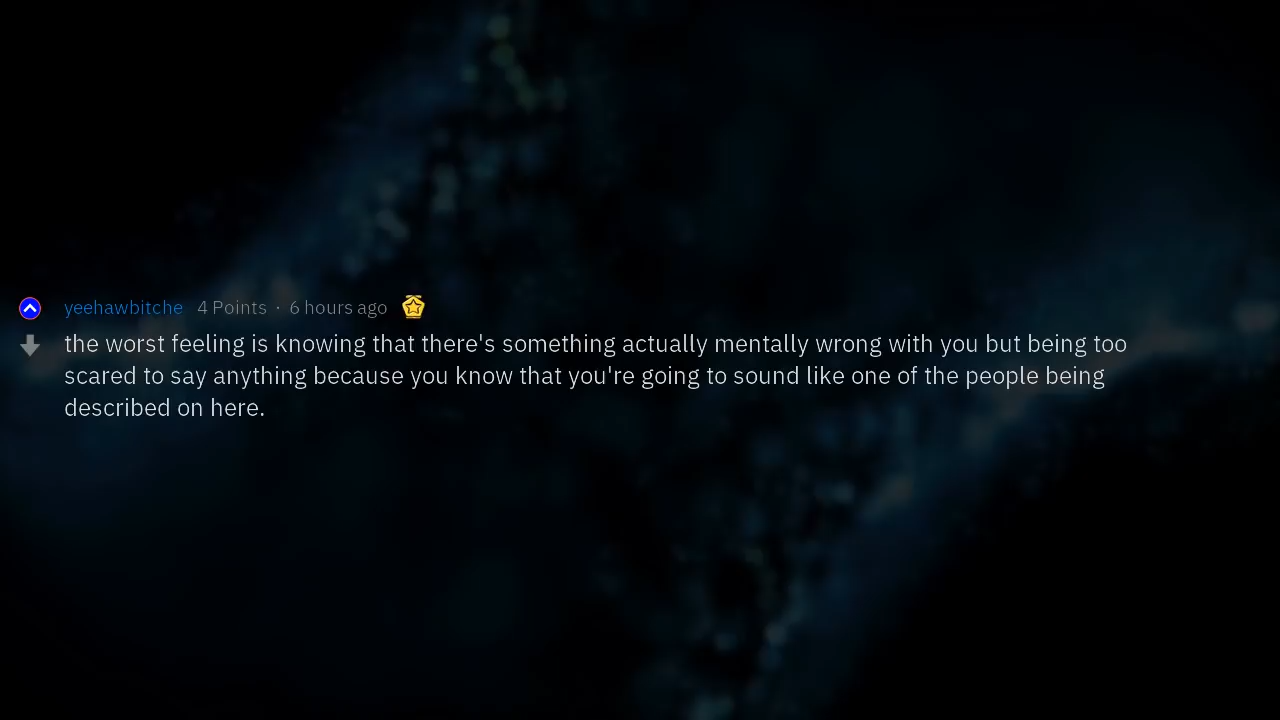 yeehawbitche 4 Points · 6 hours ago
the worst feeling is knowing that there's something actually mentally wrong with you but being too
scared to say anything because you know that you're going to sound like one of the people being
described on here.